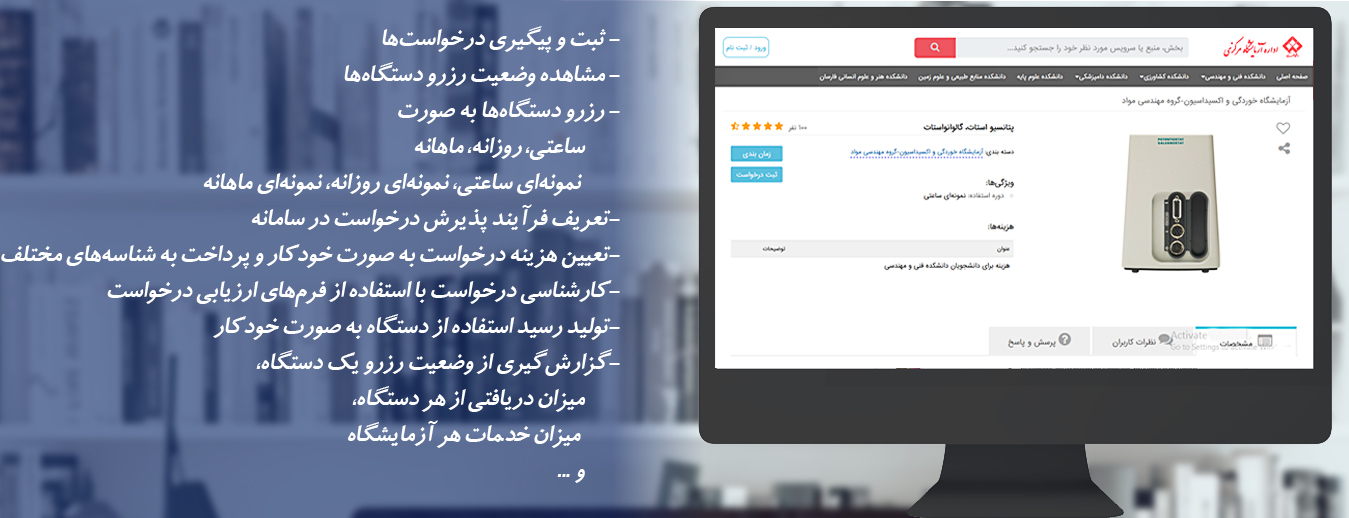 - ثبت و پیگیری درخواست‌ها
- مشاهده وضعیت رزرو دستگاه‌ها
- رزرو دستگاه‌ها به صورت
ساعتی، روزانه، ماهانه
نمونه‌ای ساعتی، نمونه‌ای روزانه، نمونه‌ای ماهانه
-تعریف فرآیند پذیرش درخواست در سامانه
-تعیین هزینه درخواست به صورت خودکار و پرداخت به شناسه‌های مختلف
-کارشناسی درخواست با استفاده از فرم‌های ارزیابی درخواست
-تولید رسید استفاده از دستگاه به صورت خودکار
-گزارش‌گیری از وضعیت رزرو یک دستگاه،
میزان دریافتی از هر دستگاه،
میزان خدمات هر آزمایشگاه
و ...
اداره آزمایشگاه مرکزی
بخش، منبع یا سرویس مورد نظر خود را جستجو کنید...
ورود / ثبت نام
صفحه اصلی دانشکده فنی و مهندسی دانشکده کشاورزی دانشکده دامپزشکی دانشکده علوم پایه دانشکده منابع طبیعی و علوم زمین دانشکده هنر و علوم انسانی فارسان
آزمایشگاه خوردگی و اکسیداسیون-گروه مهندسی مواد
پتانسیو استات، گالوانواستات
۱۰۰ نفر
دسته بندی: آزمایشگاه خوردگی و اکسیداسیون-گروه مهندسی مواد
زمان بندی
ثبت درخواست
ویژگی‌ها:
دوره استفاده: نمونه‌ای ساعتی
هزینه‌ها:
عنوان توضیحات
هزینه برای دانشجویان دانشکده فنی و مهندسی
POTENTIOSTAT
GALVANOSTAT
مشخصات نظرات کاربران پرسش و پاسخ
Activate
Go to Settings to activate